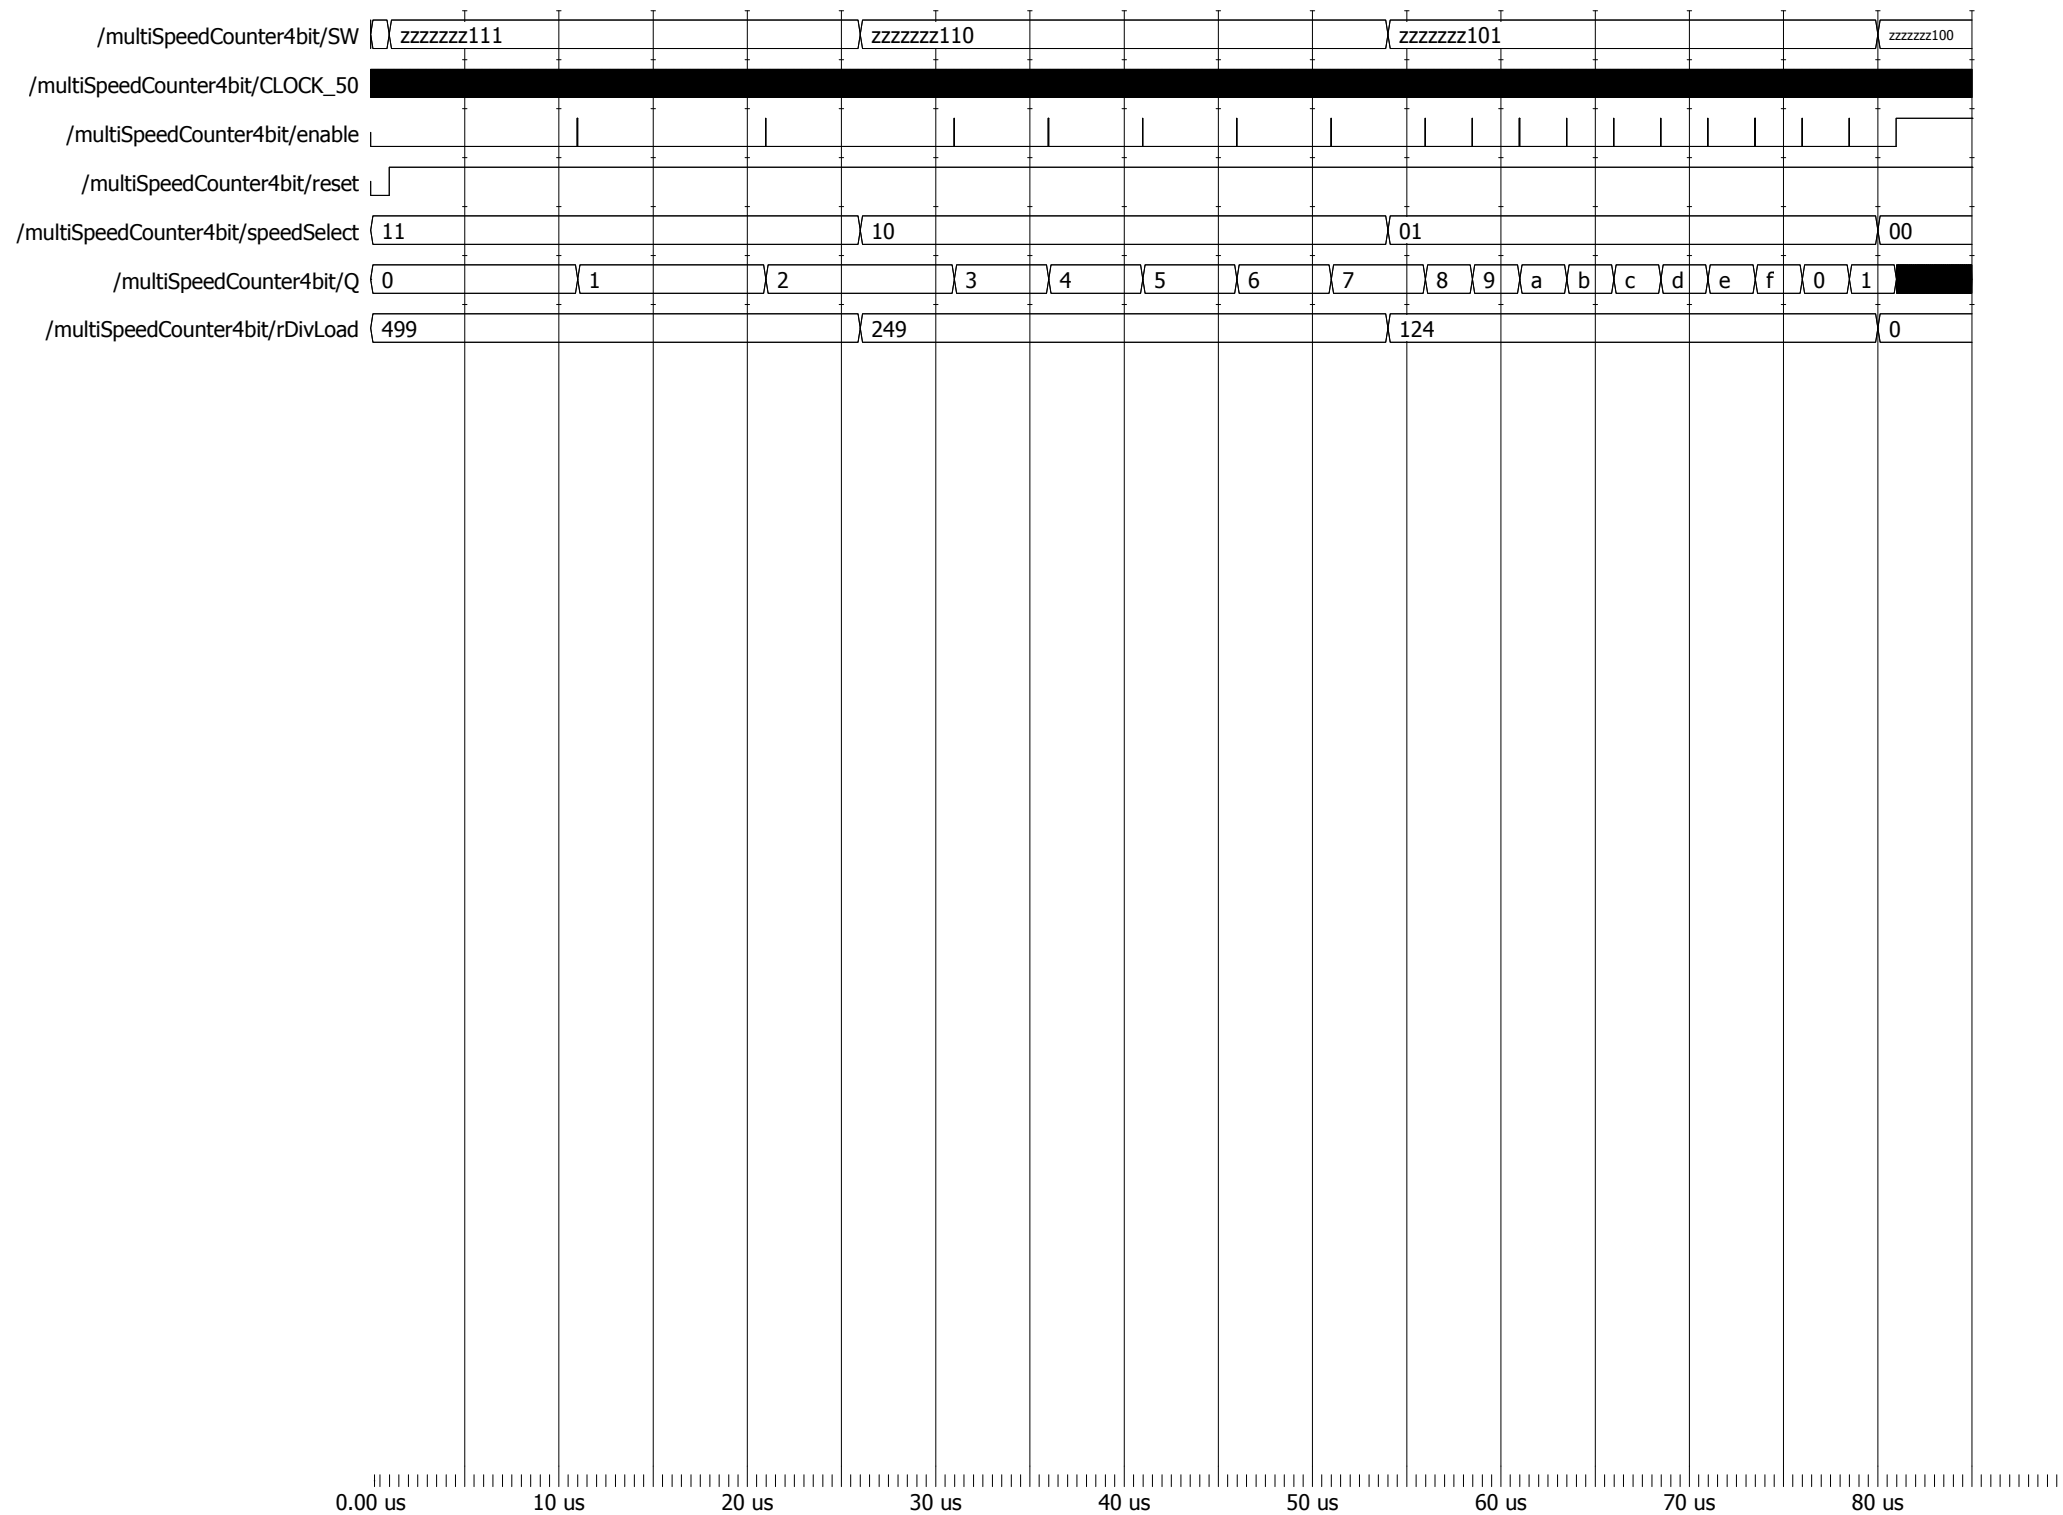 /multiSpeedCounter4bit/SW zzzzzzz111 zzzzzzz110 zzzzzzz101 zzzzzzz100
/multiSpeedCounter4bit/CLOCK_50
/multiSpeedCounter4bit/enable
/multiSpeedCounter4bit/reset
/multiSpeedCounter4bit/speedSelect 11 10 01 00
/multiSpeedCounter4bit/Q 0 1 2 3 4 5 6 7 8 9 a b c d e f 0 1
/multiSpeedCounter4bit/rDivLoad 499 249 124 0
0.00 us 10 us 20 us 30 us 40 us 50 us 60 us 70 us 80 us